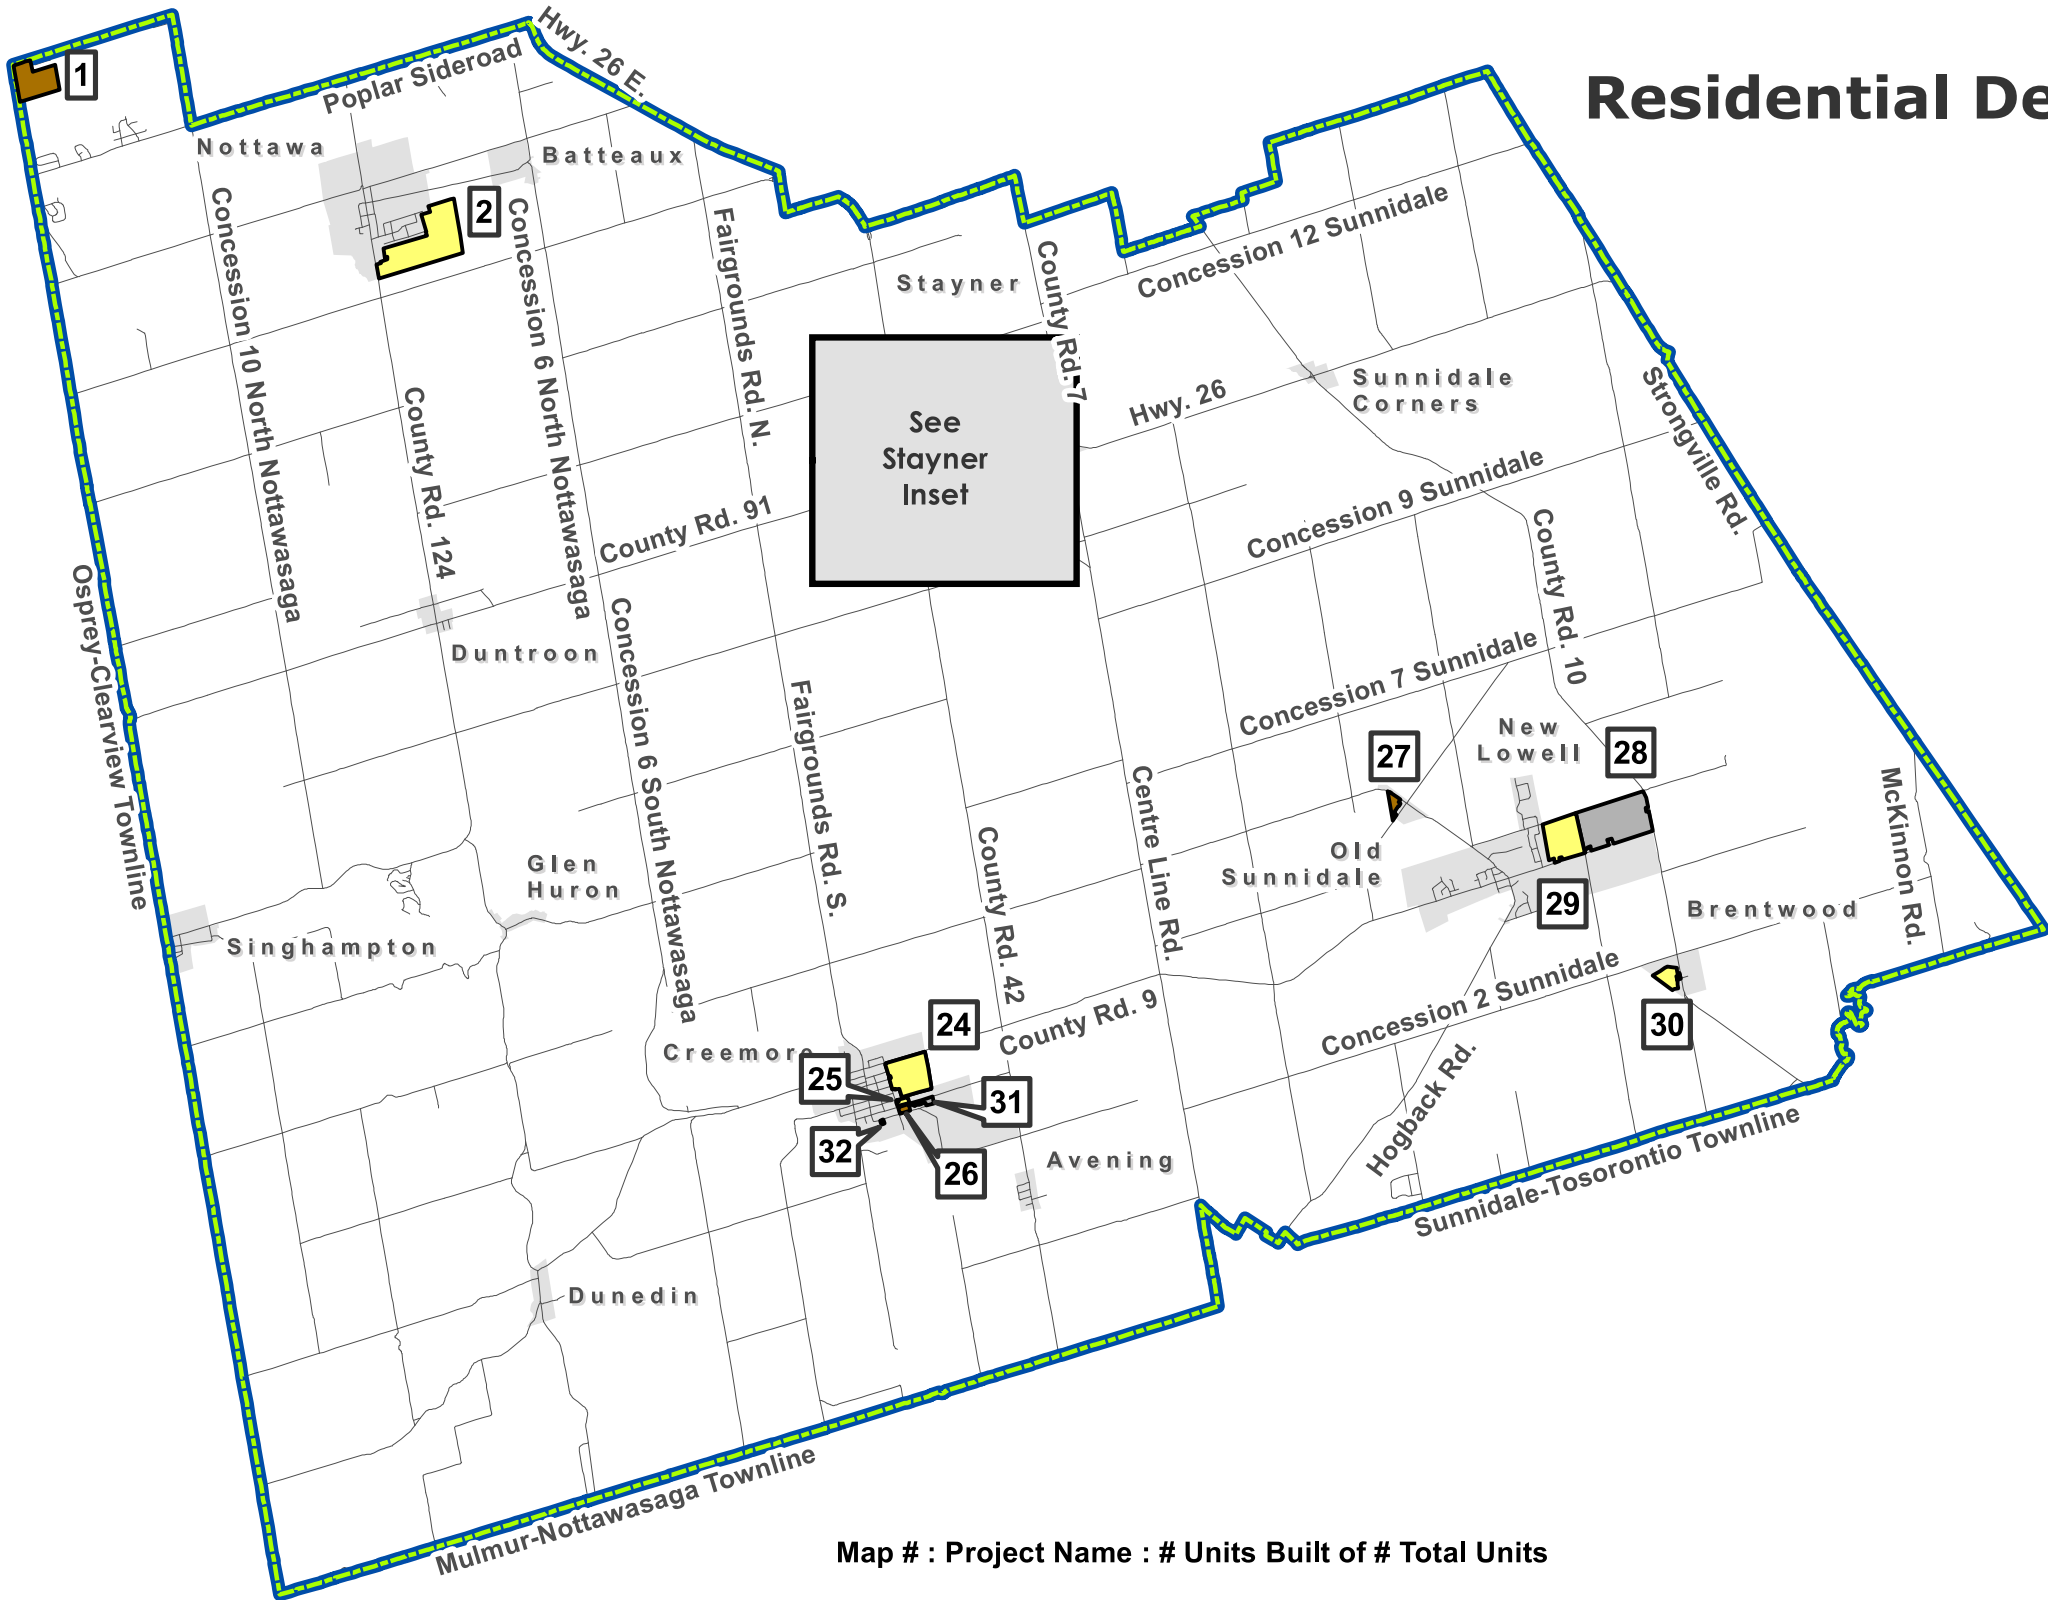 Residential De
1
Hwy. 26 E.
Poplar Sideroad
Nottawa
Batteaux
2
Concession 10 North Nottawasaga
Concession 6 North Nottawasaga
Fairgrounds Rd. N.
Stayner
County Rd. 7
Concession 12 Sunnidale
Hwy. 26
Sunnidale
Corners
Strongville Rd.
See
Stayner
Inset
County Rd. 124
County Rd. 91
Concession 9 Sunnidale
County Rd. 10
Osprey-Clearview Townline
Duntroon
Concession 6 South Nottawasaga
Fairgrounds Rd. S.
Concession 7 Sunnidale
27
New
Lowell
28
Centre Line Rd.
McKinnon Rd.
County Rd. 42
Glen
Huron
Old
Sunnidale
29
Brentwood
Singhampton
Concession 2 Sunnidale
30
24
County Rd. 9
Creemore
25
31
32
26
Avening
Hogback Rd.
Sunnidale-Tosorontio Townline
Dunedin
Mulmur-Nottawasaga Townline
Map # : Project Name : # Units Built of # Total Units